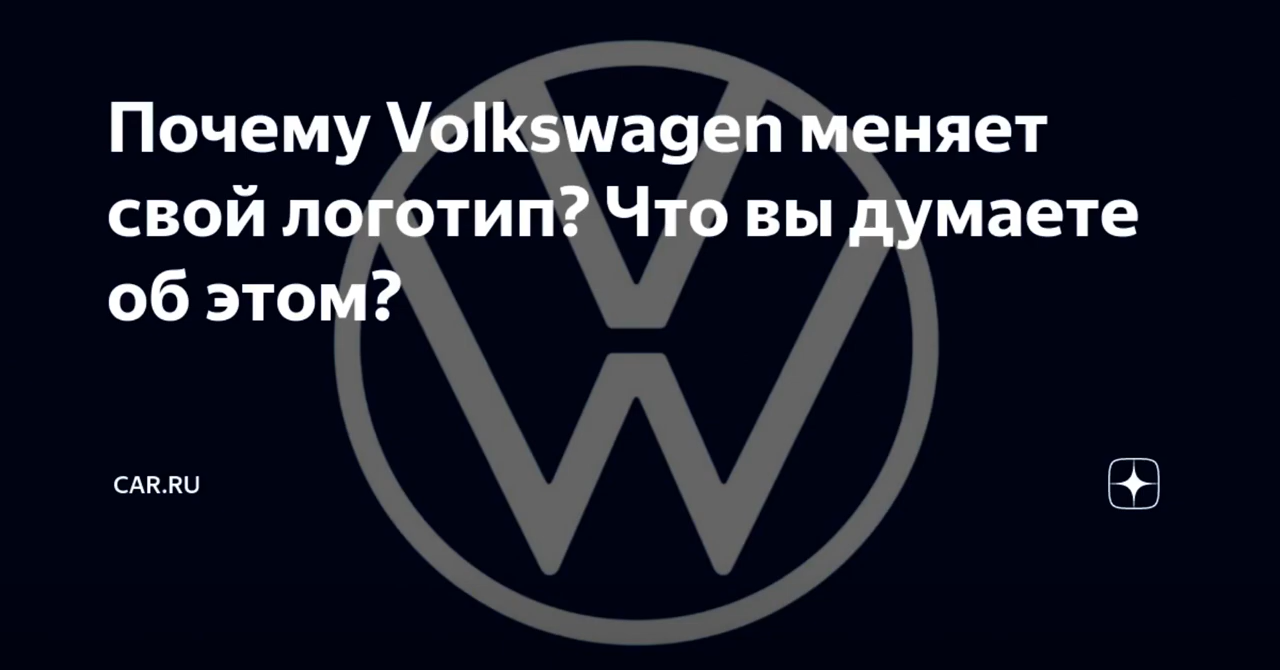 Почему Volkswagen меняет
свой логотип? Что вы думаете
об этом?
CAR.RU